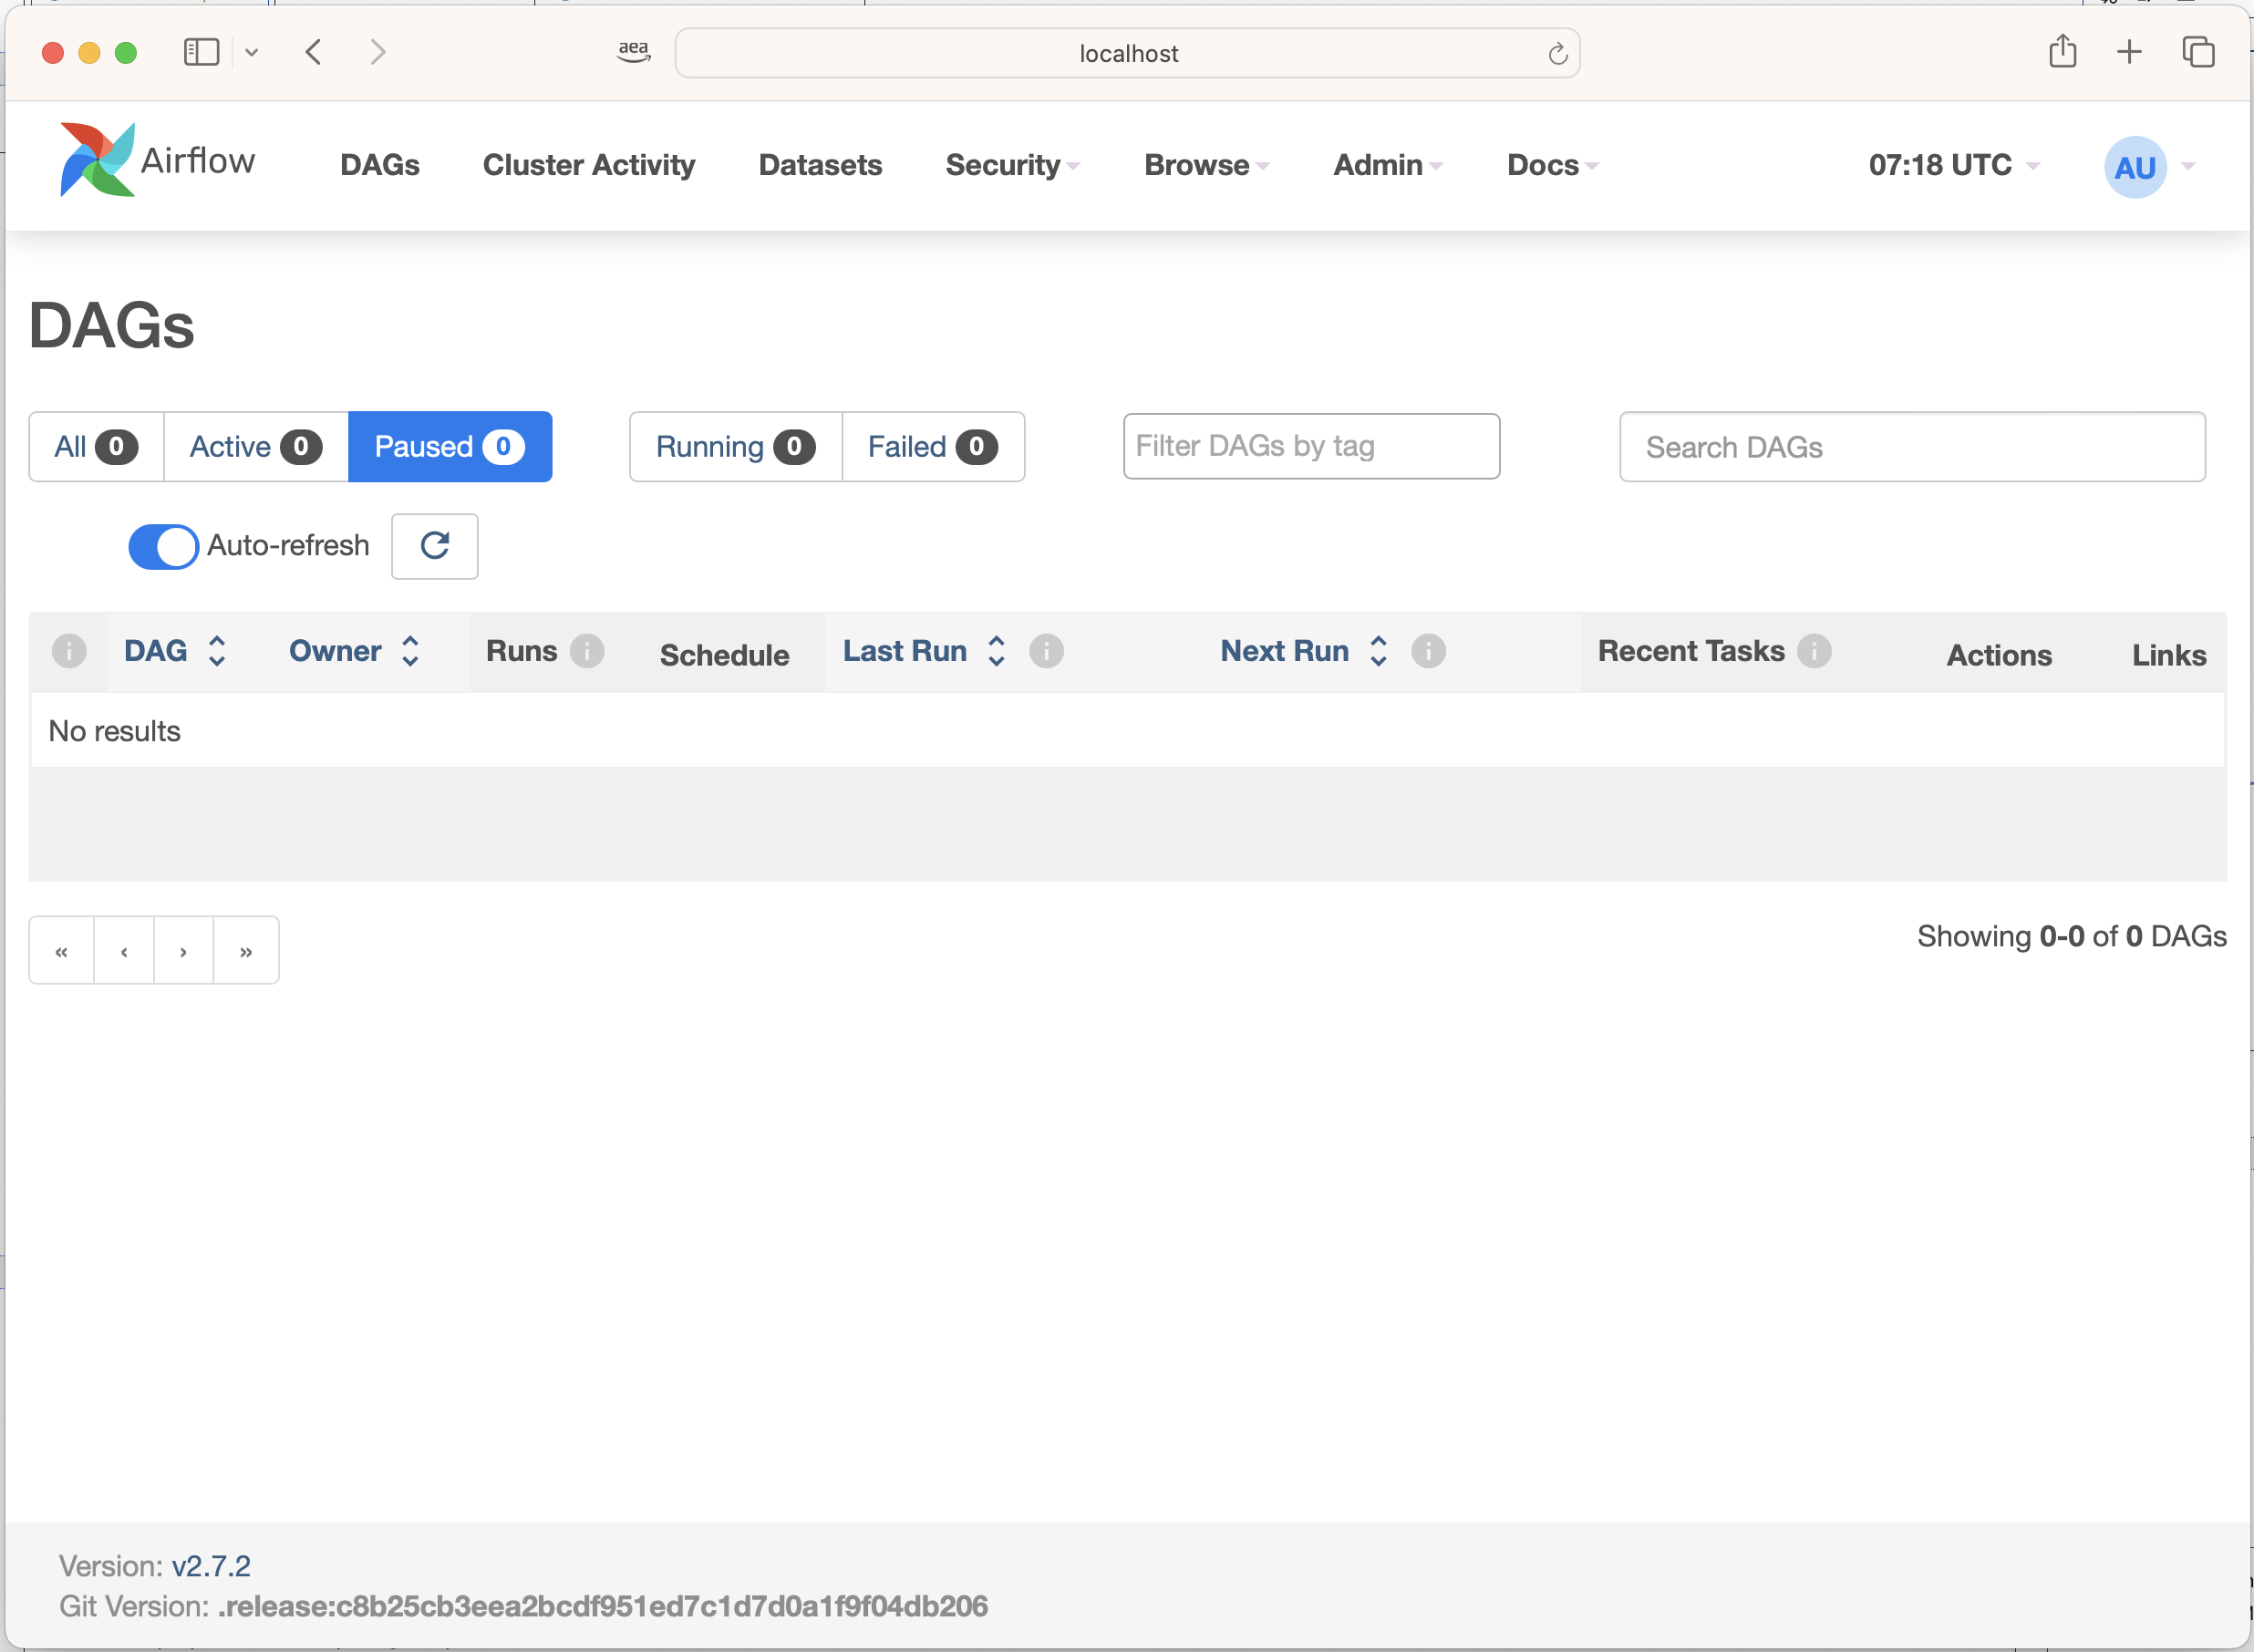 aea
localhost
Airflow
DAGs
Cluster Activity
Datasets
Security
Browse
Admin
Docs
07:18 UTC
AU
DAGs
All 0
Active 0
Paused 0
Running 0
Failed 0
Filter DAGs by tag
Search DAGs
Auto-refresh
i DAG Owner Runs i Schedule Last Run i Next Run i Recent Tasks i Actions Links
No results
« ‹ › »
Showing 0-0 of 0 DAGs
Version: v2.7.2
Git Version: .release:c8b25cb3eea2bcdf951ed7c1d7d0a1f9f04db206